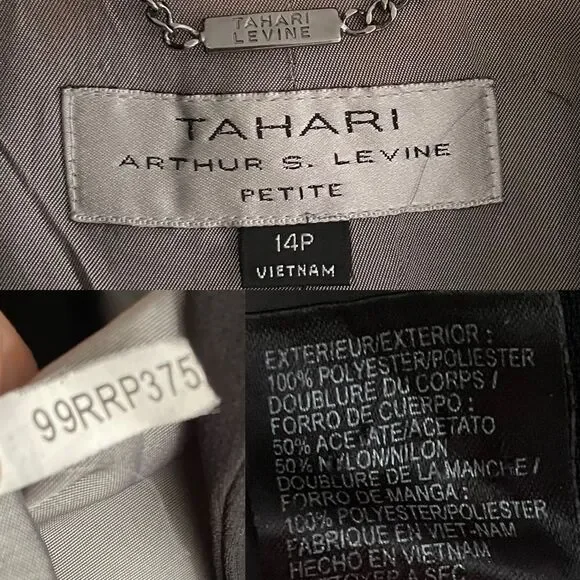 TAHARI
LEVINE
TAHARI
ARTHUR S. LEVINE
PETITE
14P
VIETNAM
99RRP375
EXTERIEUR/EXTERIOR :
100% POLYESTER/POLIESTER
DOUBLURE DU CORPS /
FORRO DE CUERPO :
50% ACETATE/ACETATO
50% NYLON/NILON
DOUBLURE DE LA MANCHE /
FORRO DE MANGA :
100% POLYESTER/POLIESTER
FABRIQUE EN VIET-NAM
HECHO EN VIETNAM
A SEC